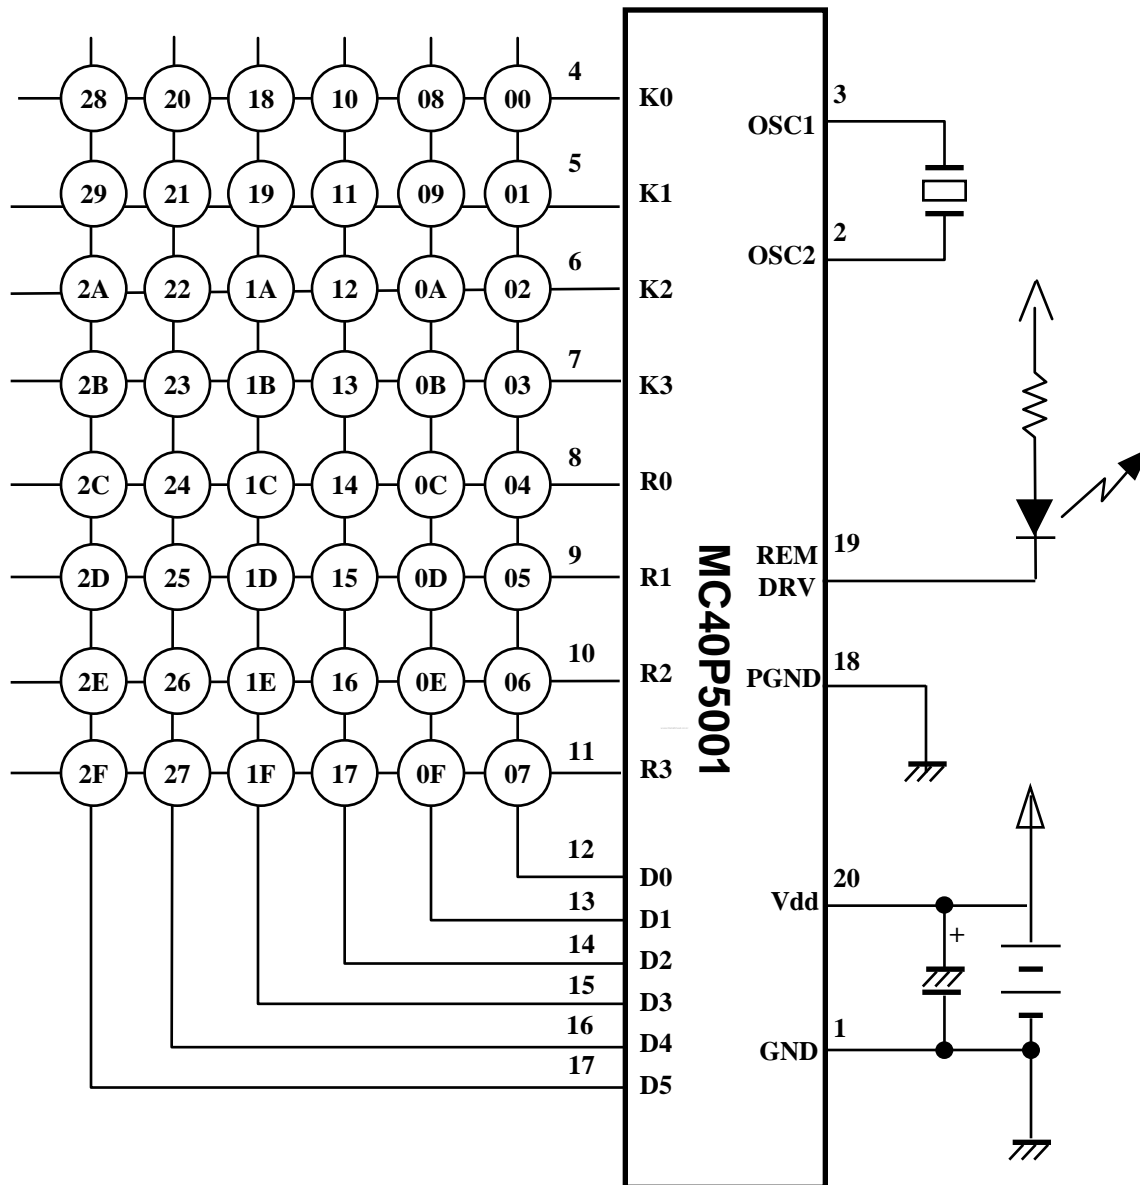 4
28 20 18 10 08 00 K0
3
OSC1
5
29 21 19 11 09 01 K1
2
OSC2
6
2A 22 1A 12 0A 02 K2
7
2B 23 1B 13 0B 03 K3
8
2C 24 1C 14 0C 04 R0
9
2D 25 1D 15 0D 05 R1
19
REM
DRV
10
2E 26 1E 16 0E 06 R2
18
PGND
11
2F 27 1F 17 0F 07 R3
MC40P5001
12
D0
13
D1
14
D2
15
D3
16
D4
17
D5
20
Vdd
+
1
GND